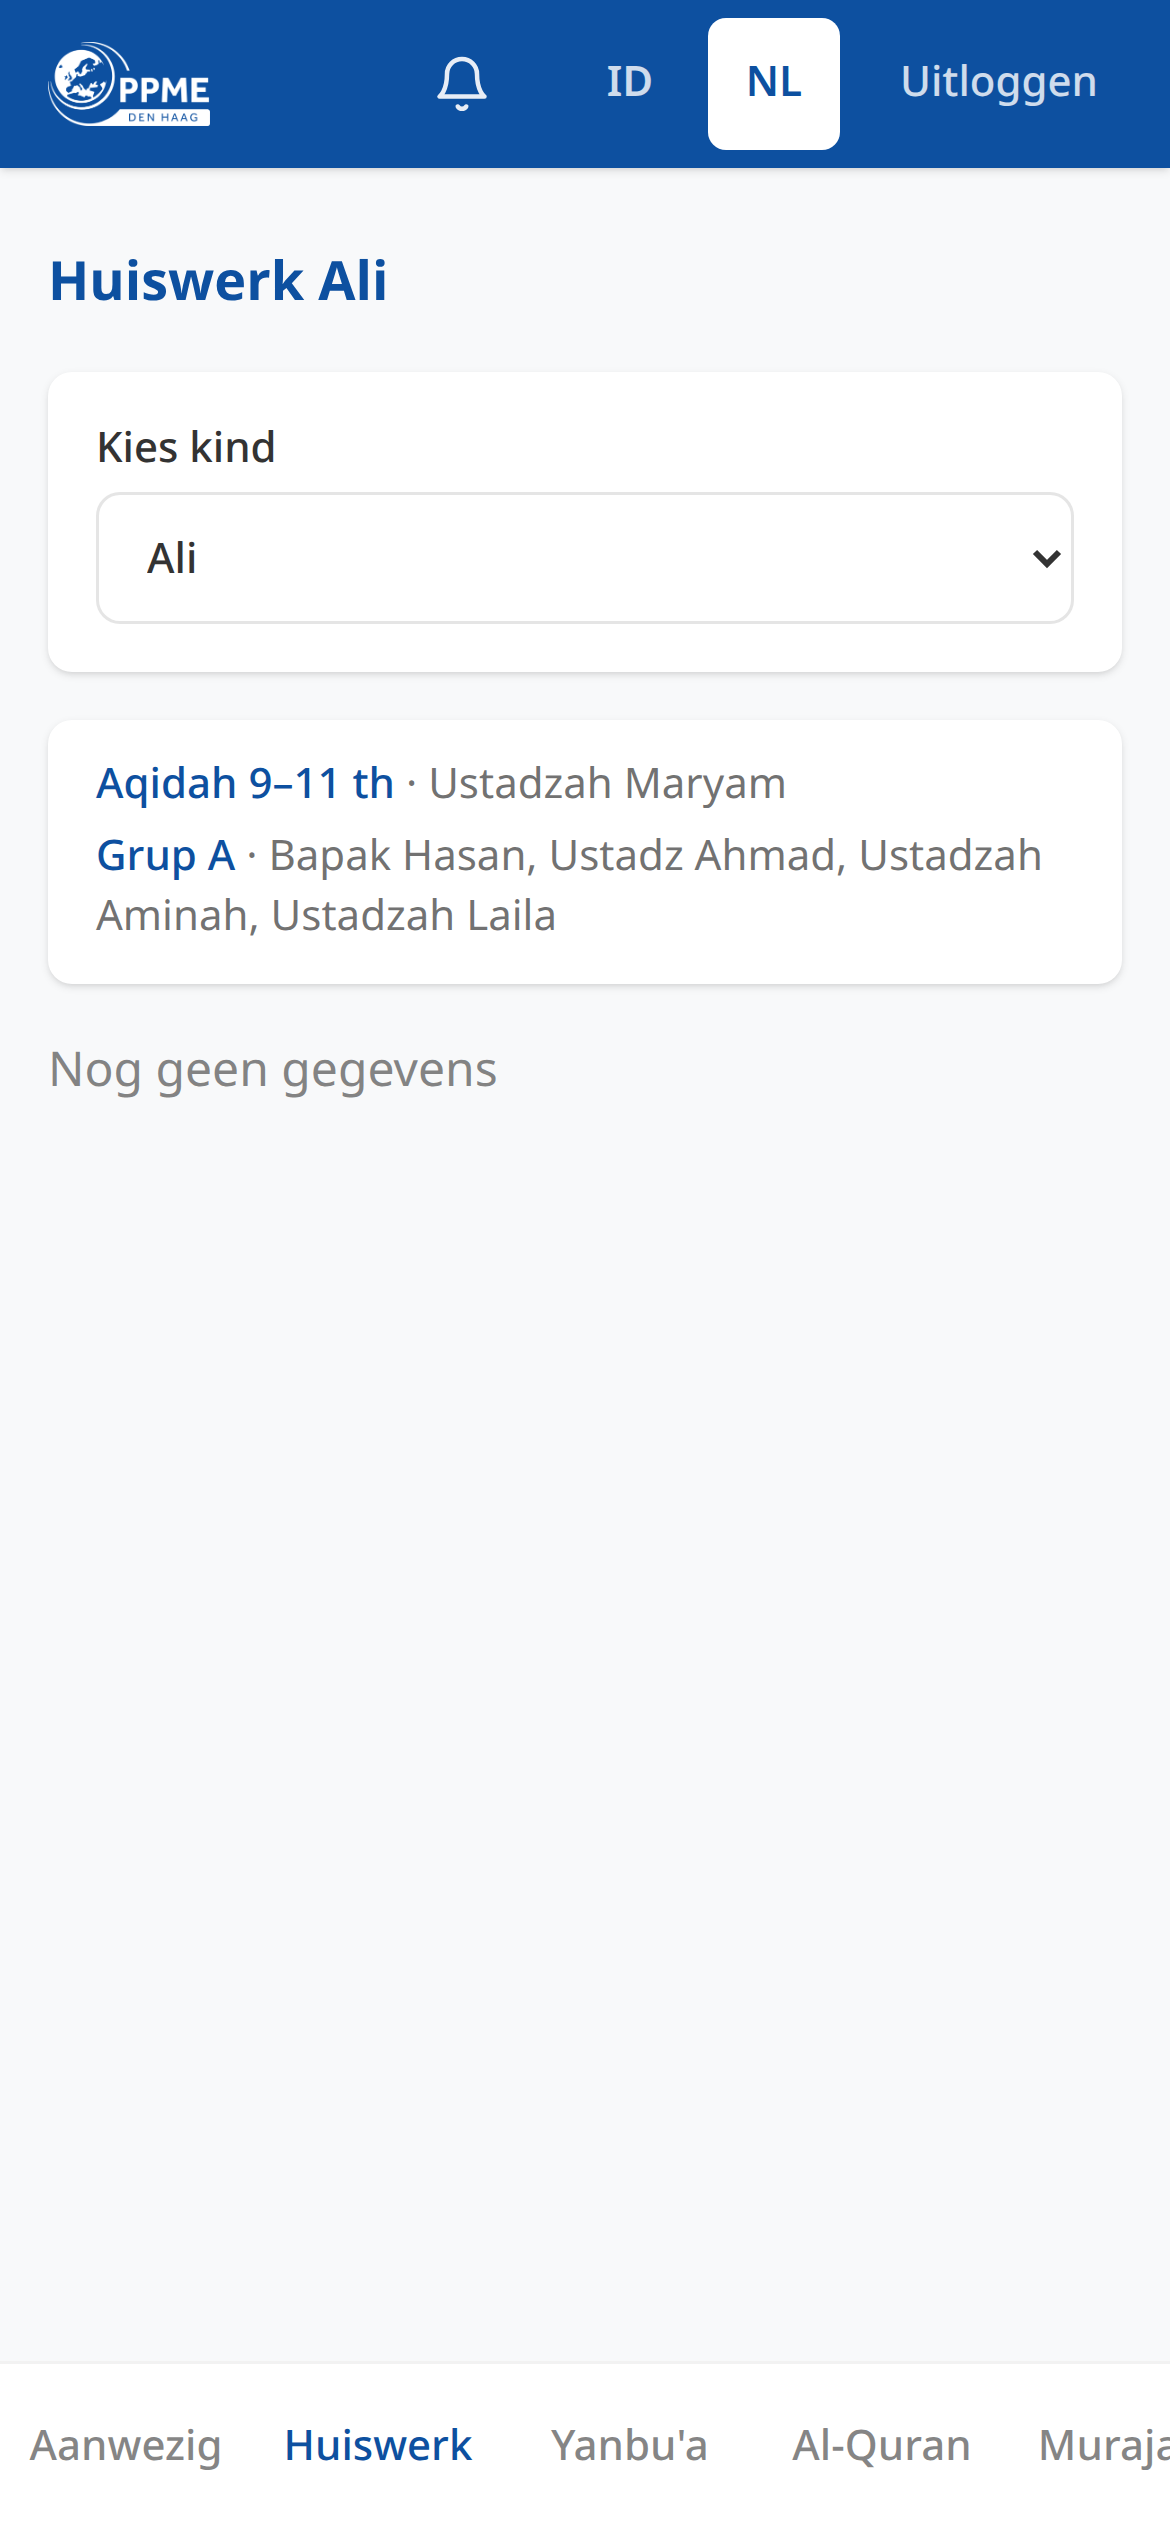 PPME
DEN HAAG
ID
NL
Uitloggen
Huiswerk Ali
Kies kind
Ali
Aqidah 9–11 th · Ustadzah Maryam
Grup A · Bapak Hasan, Ustadz Ahmad, Ustadzah
Aminah, Ustadzah Laila
Nog geen gegevens
Aanwezig
Huiswerk
Yanbu'a
Al-Quran
Muraja